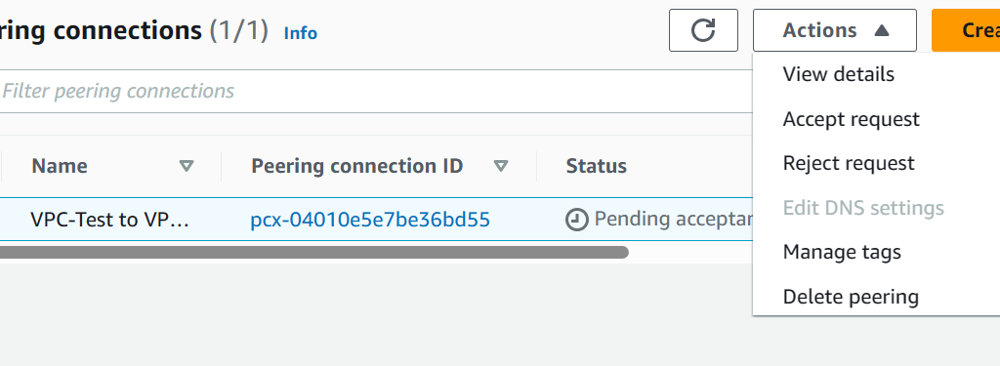 ring connections (1/1) Info
Actions
Crea
Filter peering connections
View details
Accept request
Reject request
Edit DNS settings
Manage tags
Delete peering
Name
Peering connection ID
Status
VPC-Test to VP...
pcx-04010e5e7be36bd55
Pending acceptan